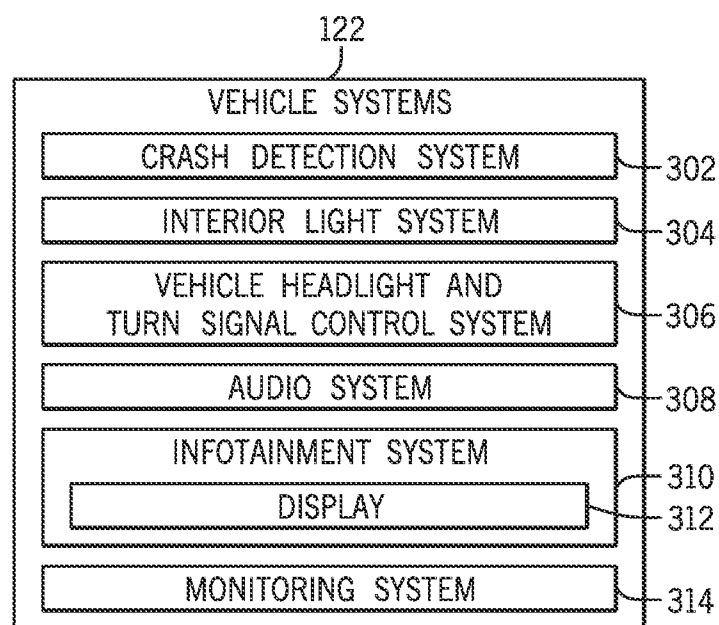 122
VEHICLE SYSTEMS
CRASH DETECTION SYSTEM
302
INTERIOR LIGHT SYSTEM
304
VEHICLE HEADLIGHT AND
TURN SIGNAL CONTROL SYSTEM
306
AUDIO SYSTEM
308
INFOTAINMENT SYSTEM
310
DISPLAY
312
MONITORING SYSTEM
314